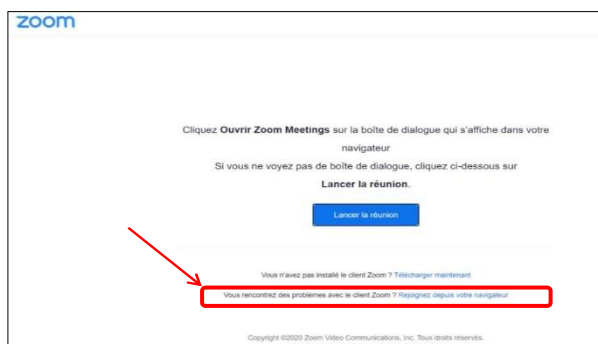 zoom
Cliquez Ouvrir Zoom Meetings sur la boîte de dialogue qui s'affiche dans votre
navigateur
Si vous ne voyez pas de boîte de dialogue, cliquez ci-dessous sur
Lancer la réunion.
Lancer la réunion
Vous n'avez pas installé le client Zoom ? Télécharger maintenant
Vous rencontrez des problèmes avec le client Zoom ? Rejoignez depuis votre navigateur
Copyright ©2020 Zoom Video Communications, Inc. Tous droits réservés.